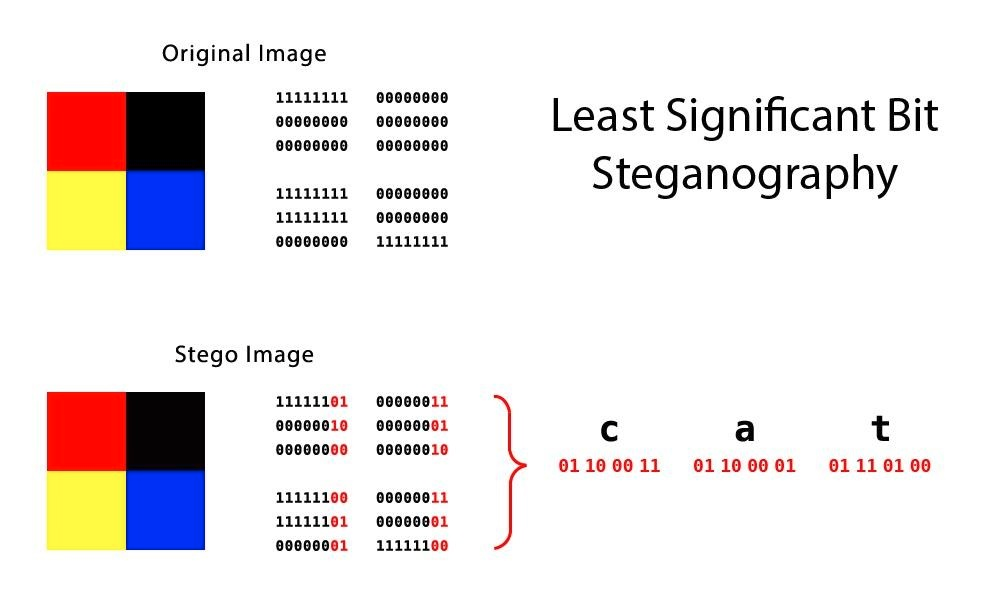 Original Image
11111111 00000000
00000000 00000000
00000000 00000000
11111111 00000000
11111111 00000000
00000000 11111111
Least Significant Bit
Steganography
Stego Image
11111101 00000011
00000010 00000001
00000000 00000010
11111100 00000011
11111101 00000001
00000001 11111100
c a t
01 10 00 11 01 10 00 01 01 11 01 00